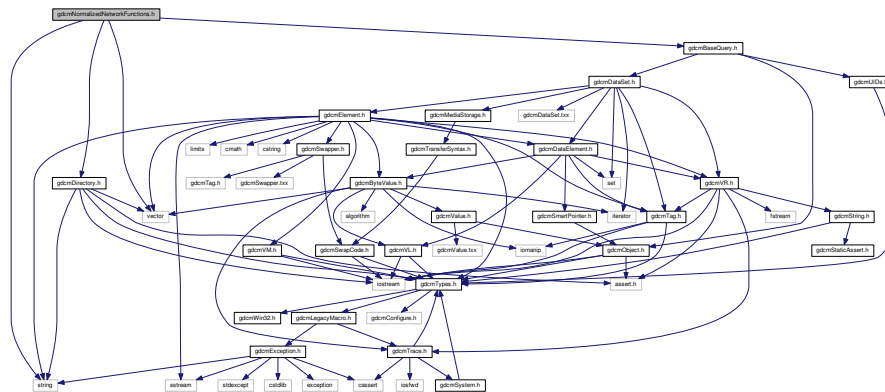 gdcmNormalizedNetworkFunctions.h
gdcmBaseQuery.h
gdcmDataSet.h
gdcmUIDs.h
gdcmElement.h
gdcmMediaStorage.h
gdcmDataSet.txx
limits
cmath
cstring
gdcmSwapper.h
gdcmTransferSyntax.h
gdcmDataElement.h
gdcmDirectory.h
gdcmTag.h
gdcmSwapper.txx
gdcmByteValue.h
set
gdcmVR.h
vector
algorithm
gdcmValue.h
gdcmSmartPointer.h
iterator
gdcmTag.h
fstream
gdcmString.h
gdcmVM.h
gdcmSwapCode.h
gdcmVL.h
gdcmValue.txx
iomanip
gdcmObject.h
gdcmStaticAssert.h
iostream
gdcmTypes.h
assert.h
gdcmWin32.h
gdcmLegacyMacro.h
gdcmConfigure.h
gdcmException.h
gdcmTrace.h
string
sstream
stdexcept
cstdlib
exception
cassert
iosfwd
gdcmSystem.h